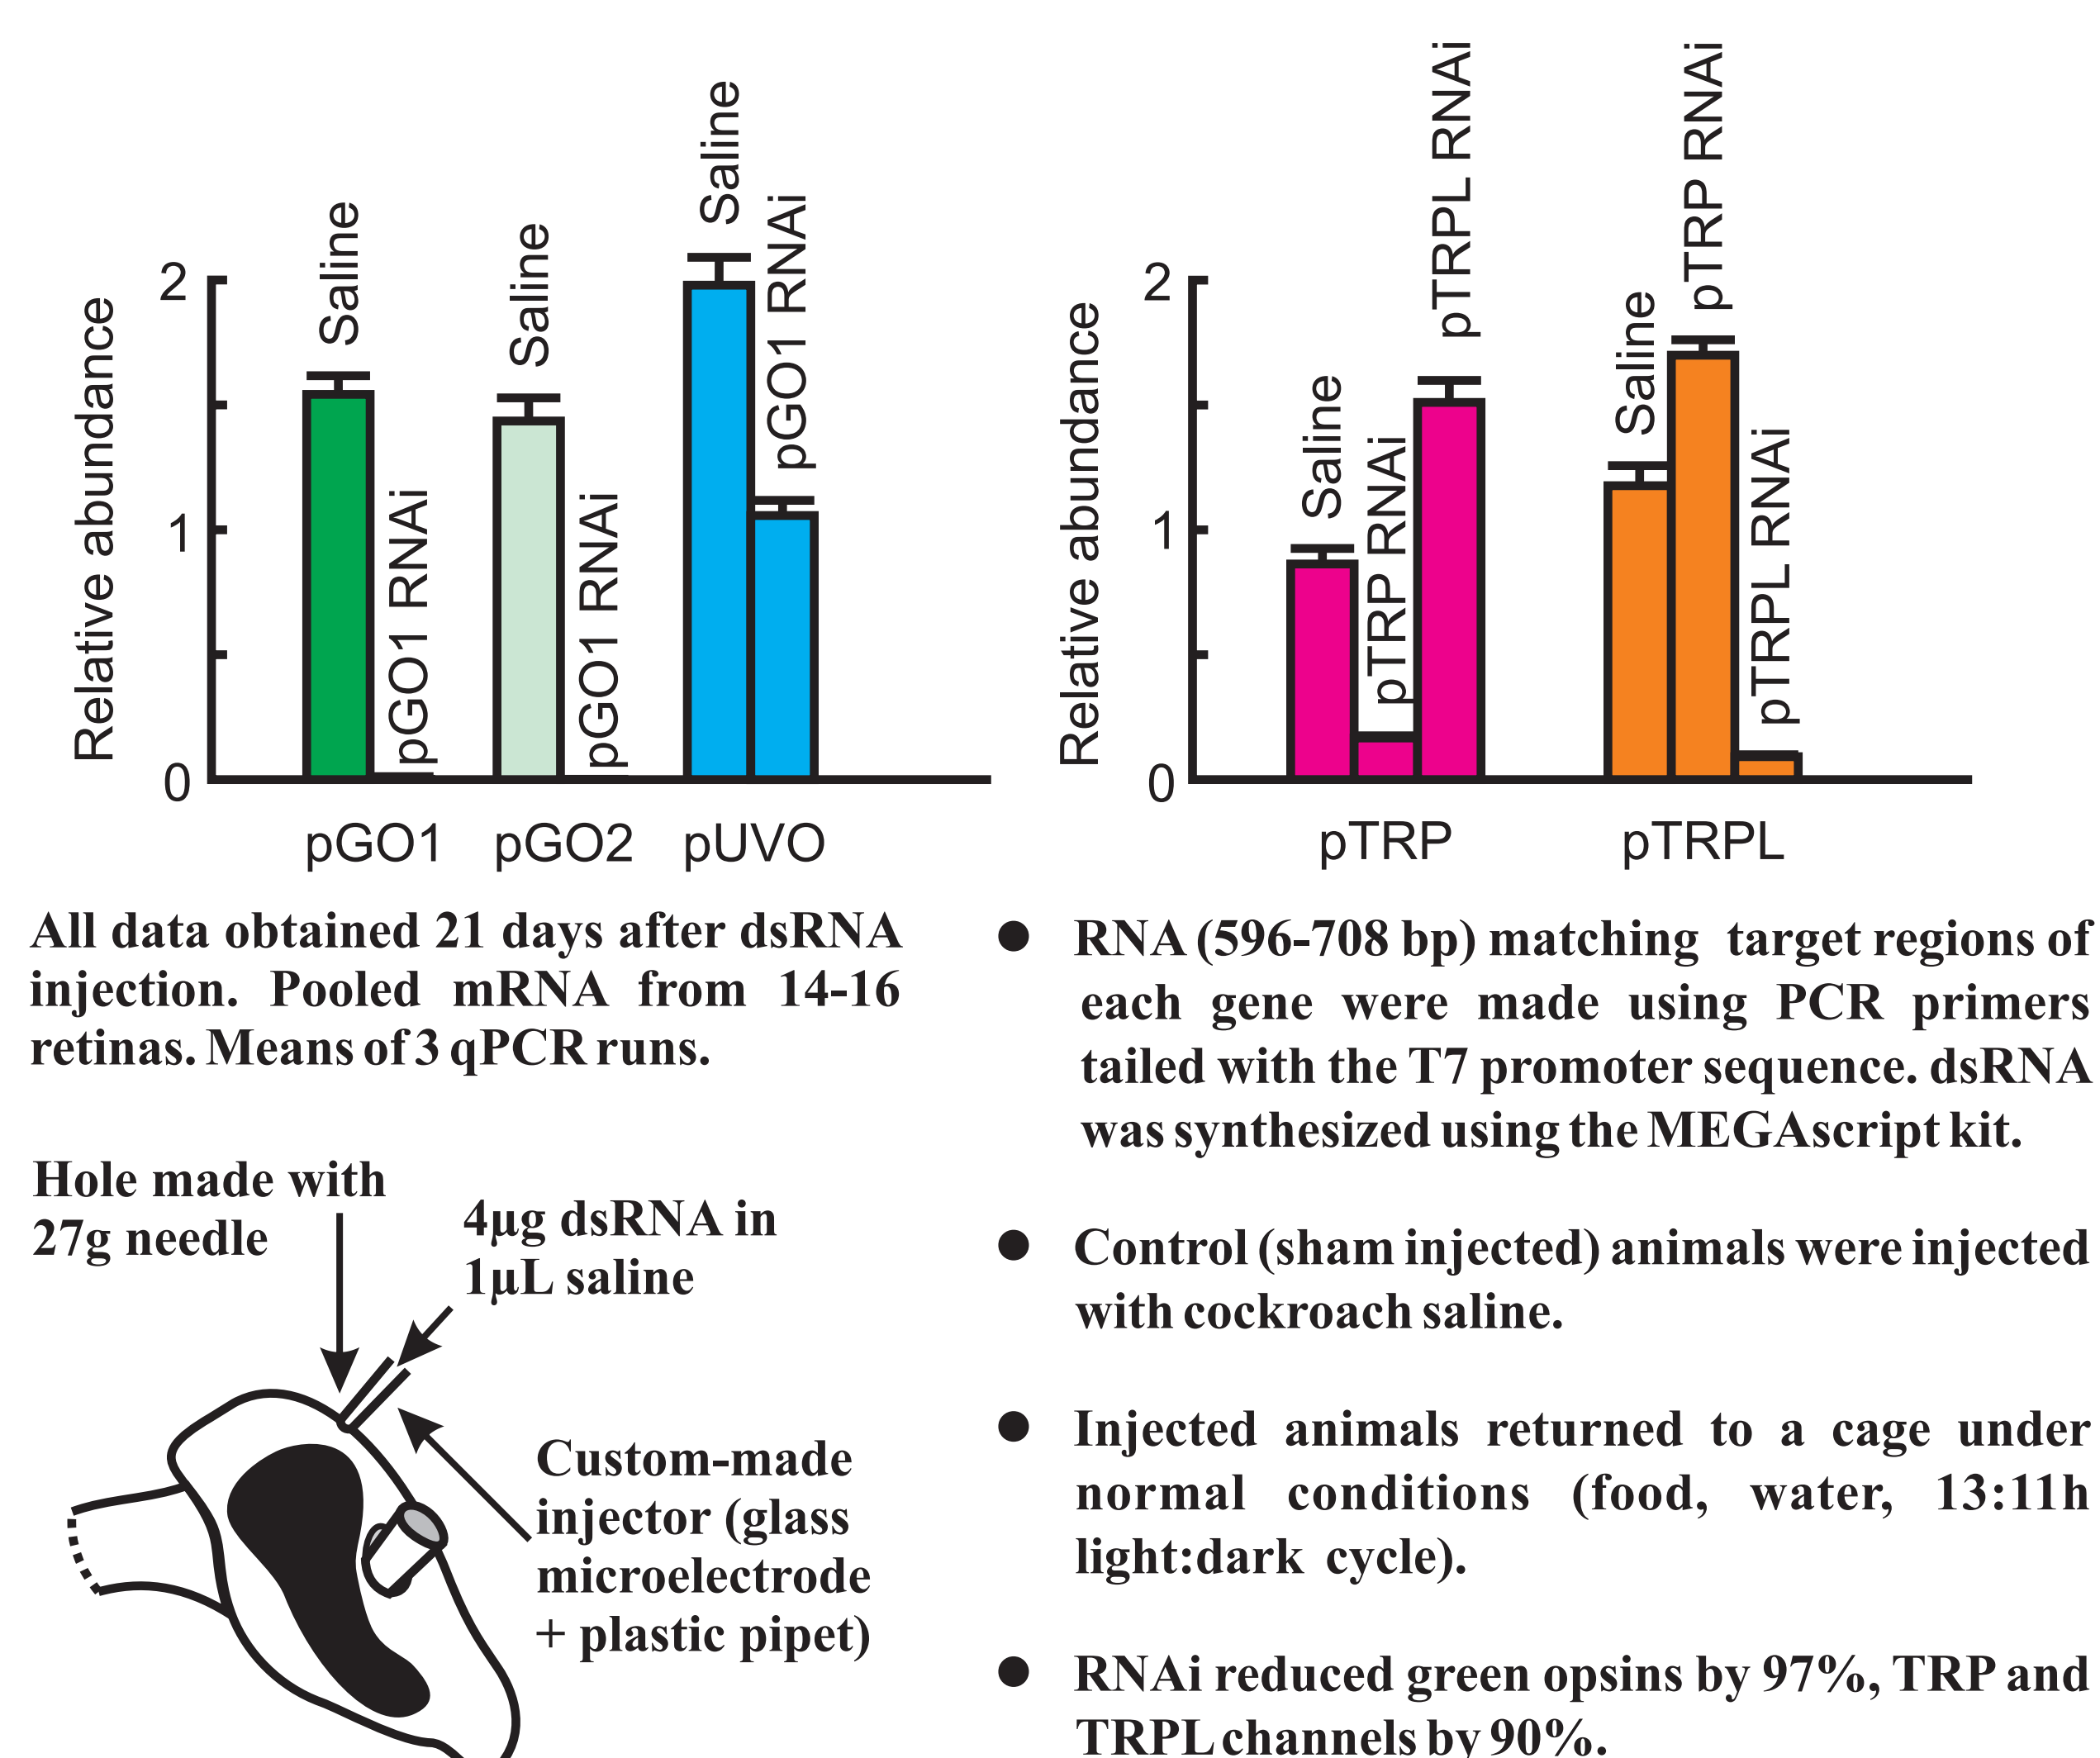 Relative abundance
2
1
0
Saline
pGO1 RNAi
Saline
pGO1 RNAi
Saline
pGO1 RNAi
pGO1
pGO2
pUVO
Relative abundance
2
1
0
Saline
pTRP RNAi
pTRPL RNAi
Saline
pTRP RNAi
pTRPL RNAi
pTRP
pTRPL
All data obtained 21 days after dsRNA
injection. Pooled mRNA from 14-16
retinas. Means of 3 qPCR runs.
Hole made with
27g needle
4µg dsRNA in
1µL saline
Custom-made
injector (glass
microelectrode
+ plastic pipet)
● RNA (596-708 bp) matching target regions of
each gene were made using PCR primers
tailed with the T7 promoter sequence. dsRNA
was synthesized using the MEGAscript kit.
● Control (sham injected) animals were injected
with cockroach saline.
● Injected animals returned to a cage under
normal conditions (food, water, 13:11h
light:dark cycle).
● RNAi reduced green opsins by 97%, TRP and
TRPL channels by 90%.